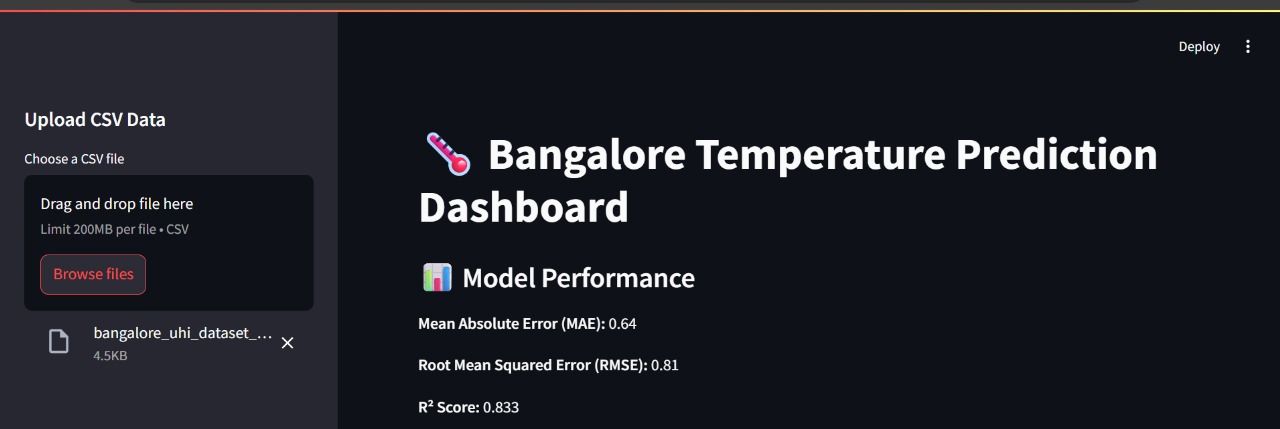 Deploy
Upload CSV Data
Choose a CSV file
Drag and drop file here
Limit 200MB per file • CSV
Browse files
bangalore_uhi_dataset_...
4.5KB
Bangalore Temperature Prediction
Dashboard
Model Performance
Mean Absolute Error (MAE): 0.64
Root Mean Squared Error (RMSE): 0.81
R² Score: 0.833